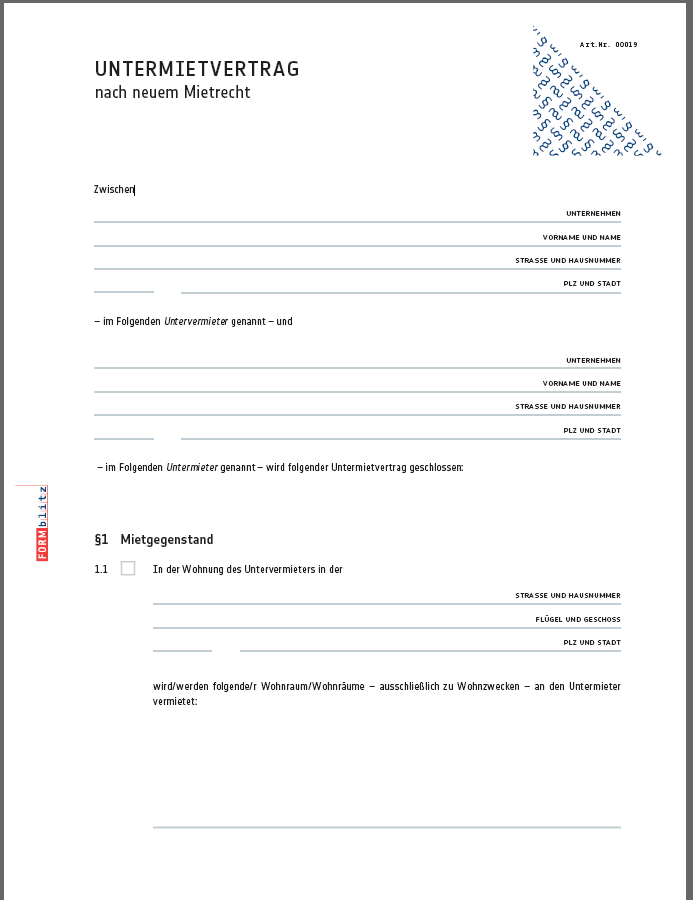 Art.Nr. 00019
UNTERMIETVERTRAG
nach neuem Mietrecht
Zwischen
UNTERNEHMEN
VORNAME UND NAME
STRASSE UND HAUSNUMMER
PLZ UND STADT
– im Folgenden Untervermieter genannt – und
UNTERNEHMEN
VORNAME UND NAME
STRASSE UND HAUSNUMMER
PLZ UND STADT
– im Folgenden Untermieter genannt – wird folgender Untermietvertrag geschlossen:
FORMblitz
§1 Mietgegenstand
1.1 In der Wohnung des Untervermieters in der
STRASSE UND HAUSNUMMER
FLÜGEL UND GESCHOSS
PLZ UND STADT
wird/werden folgende/r Wohnraum/Wohnräume – ausschließlich zu Wohnzwecken – an den Untermieter
vermietet: